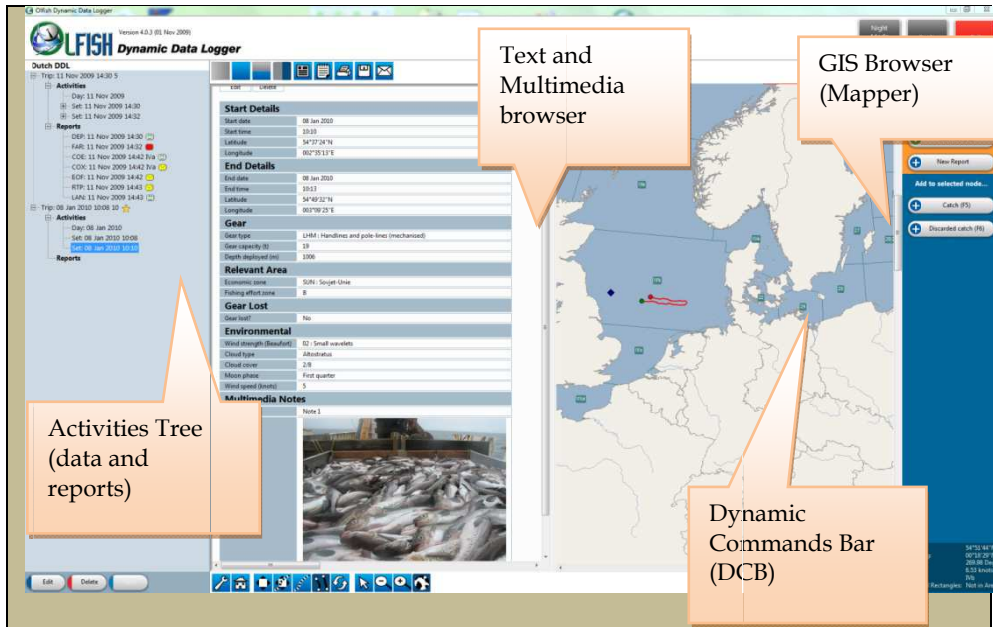 Olfish Dynamic Data Logger
OLFISH Dynamic Data Logger
Version 4.0.3 (01 Nov 2009)
Night
Dutch DDL
Trip: 11 Nov 2009 14:30 5
Activities
Day: 11 Nov 2009
Set: 11 Nov 2009 14:30
Set: 11 Nov 2009 14:32
Reports
DEP: 11 Nov 2009 14:30
FAR: 11 Nov 2009 14:32
COE: 11 Nov 2009 14:42 IVa
COX: 11 Nov 2009 14:42 IVa
EOF: 11 Nov 2009 14:42
RTP: 11 Nov 2009 14:43
LAN: 11 Nov 2009 14:43
Trip: 08 Jan 2010 10:08 10
Activities
Day: 08 Jan 2010
Set: 08 Jan 2010 10:08
Set: 08 Jan 2010 10:10
Reports
Edit Delete
Edit Delete
Start Details
Start date 08 Jan 2010
Start time 10:10
Latitude 54°37'24"N
Longitude 002°35'13"E
End Details
End date 08 Jan 2010
End time 10:13
Latitude 54°49'32"N
Longitude 003°09'25"E
Gear
Gear type LHM : Handlines and pole-lines (mechanised)
Gear capacity (t) 19
Depth deployed (m) 1006
Relevant Area
Economic zone SUN : Sovjet-Unie
Fishing effort zone B
Gear Lost
Gear lost? No
Environmental
Wind strength (Beaufort) 02 : Small wavelets
Cloud type Altostratus
Cloud cover 2/8
Moon phase First quarter
Wind speed (knots) 5
Multimedia Notes
Note 1
Text and
Multimedia
browser
GIS Browser
(Mapper)
New Report
Add to selected node...
Catch (F5)
Discarded catch (F6)
Activities Tree
(data and
reports)
Dynamic
Commands Bar
(DCB)
6.53 knots
IVb
Rectangles: Not in